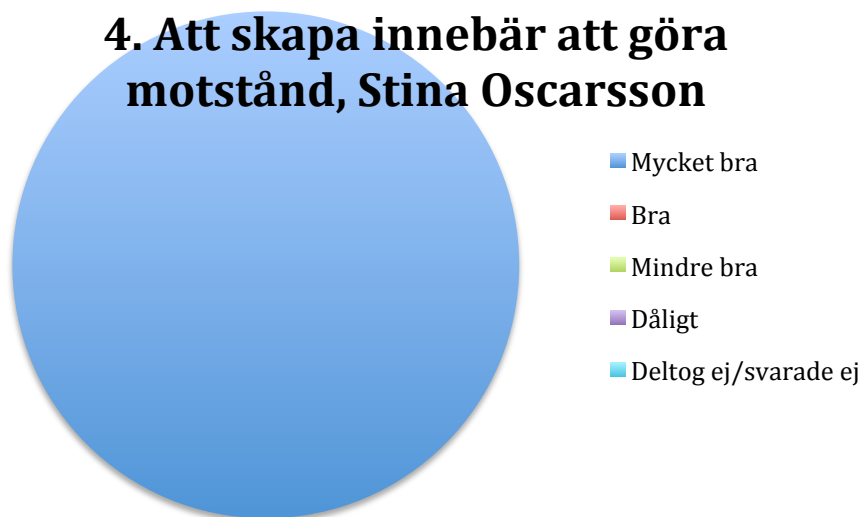 4. Att skapa innebär att göra
motstånd, Stina Oscarsson
Mycket bra
Bra
Mindre bra
Dåligt
Deltog ej/svarade ej